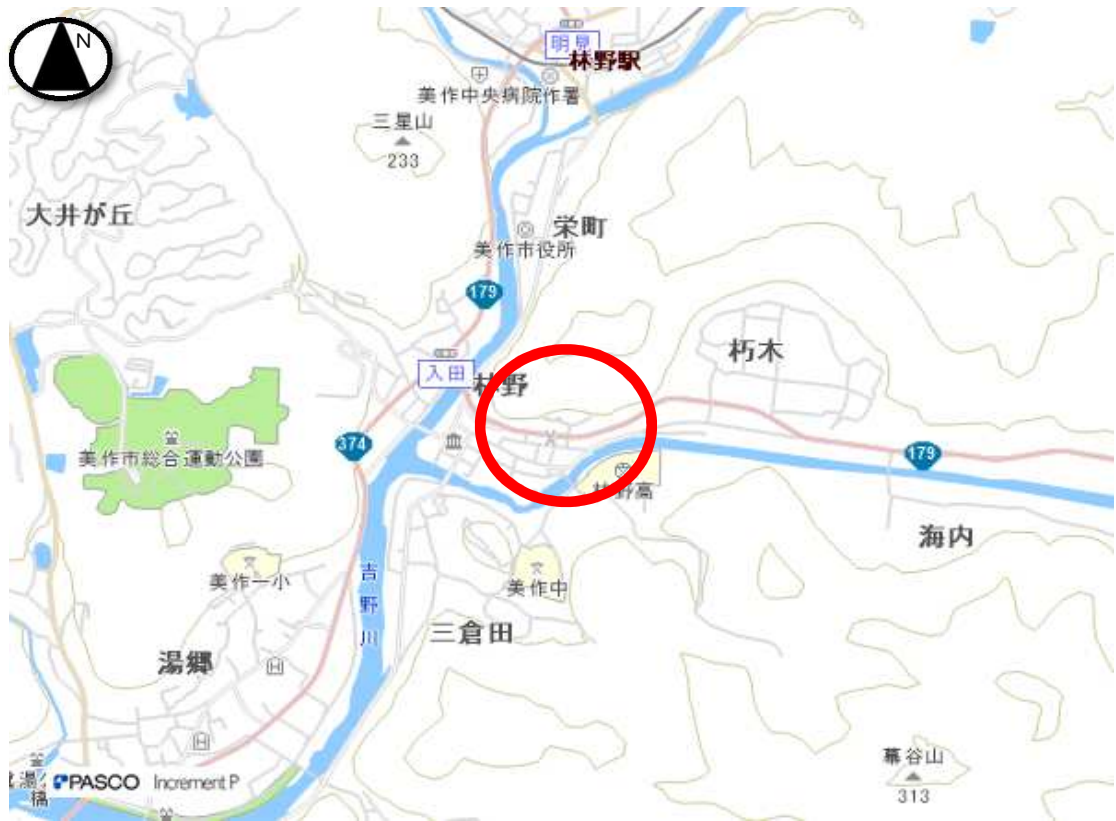 N
明見
林野駅
美作中央病院作署
三星山
233
大井が丘
栄町
美作市役所
179
朽木
入田
林野
374
美作市総合運動公園
179
林野高
海内
美作一小
美作中
吉野川
三倉田
湯郷
H
H
幕谷山
313
橋
PASCO Increment P